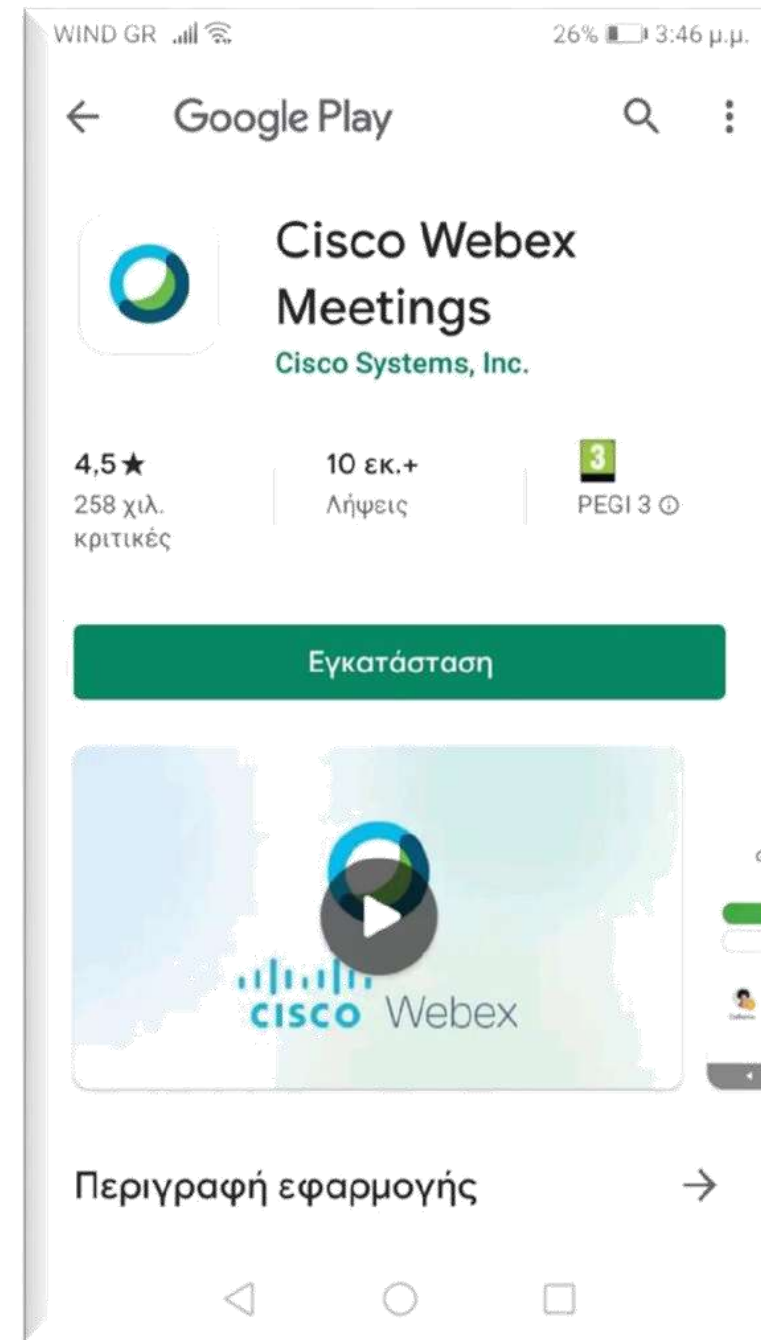 WIND GR 26% 3:46 μ.μ.
Google Play
Cisco Webex
Meetings
Cisco Systems, Inc.
4,5★ 10 εκ.+ 3
258 χιλ. Λήψεις PEGI 3
κριτικές
Εγκατάσταση
CISCO Webex
Περιγραφή εφαρμογής